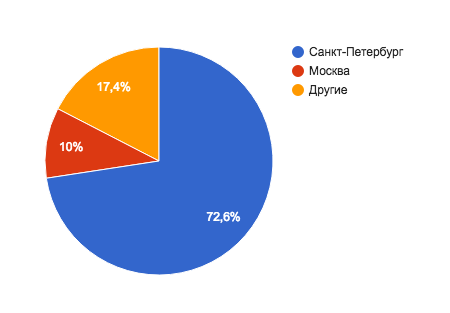 Санкт-Петербург
Москва
Другие
17,4%
10%
72,6%